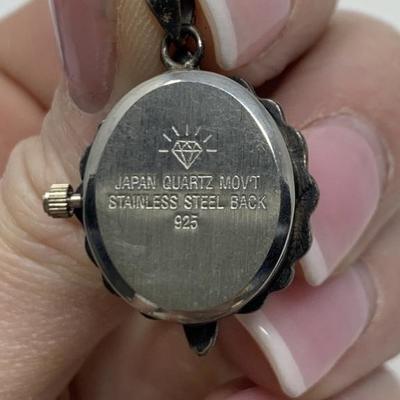 JAPAN QUARTZ MOV'T
STAINLESS STEEL BACK
925